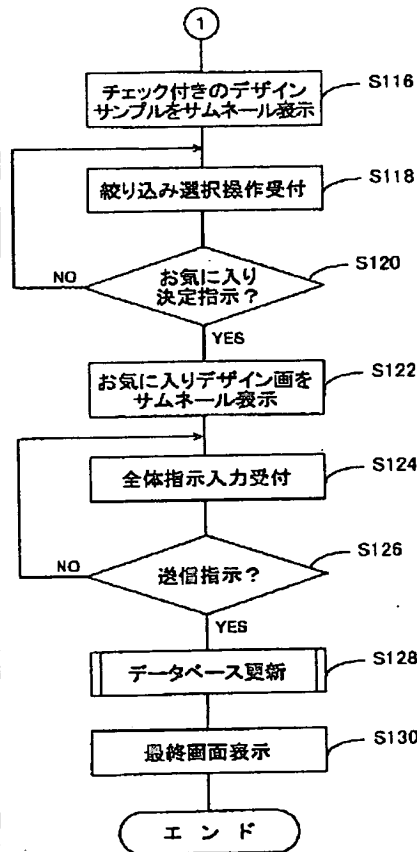 1
チェック付きのデザイン
サンプルをサムネール表示
S116
絞り込み選択操作受付
S118
お気に入り
決定指示？
S120
NO
YES
お気に入りデザイン画を
サムネール表示
S122
全体指示入力受付
S124
送信指示？
S126
NO
YES
データベース更新
S128
最終画面表示
S130
エンド